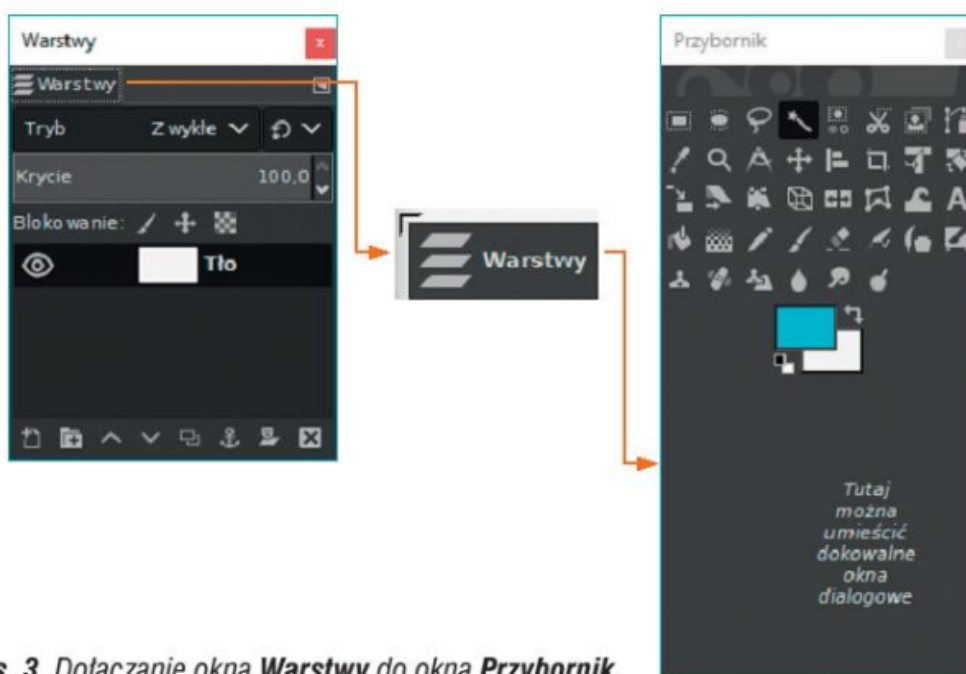 Warstwy
x
Warstwy
Tryb Zwykłe
Krycie 100,0
Blokowanie:
Tło
Warstwy
Przybornik
A
Tutaj
można
umieścić
dokowalne
okna
dialogowe
s. 3. Dołączanie okna Warstwy do okna Przybornik